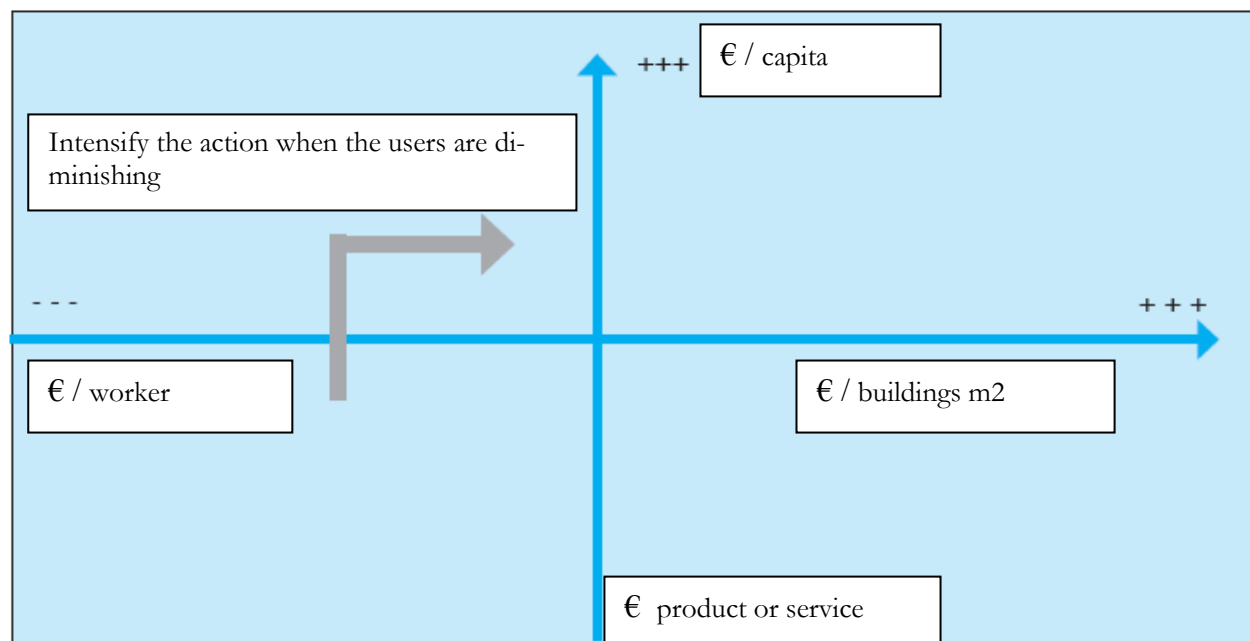 +++
€ / capita
Intensify the action when the users are di-
minishing
- - -
+ + +
€ / worker
€ / buildings m2
€ product or service